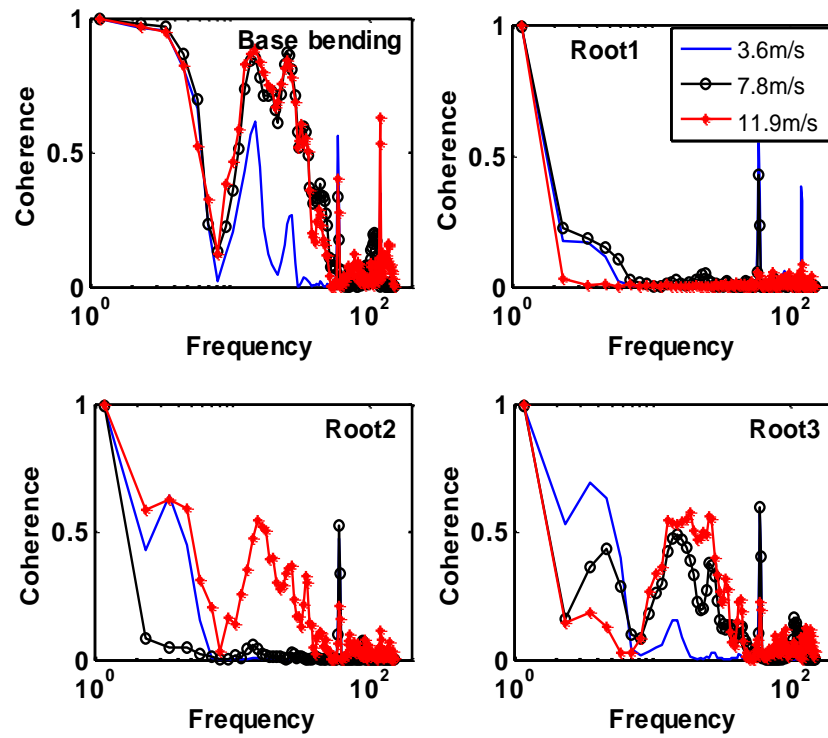 1
0.5
0
Coherence
Base bending
10^0
10^2
Frequency
1
0.5
0
Coherence
Root1
3.6m/s
7.8m/s
11.9m/s
10^0
10^2
Frequency
1
0.5
0
Coherence
Root2
10^0
10^2
Frequency
1
0.5
0
Coherence
Root3
10^0
10^2
Frequency